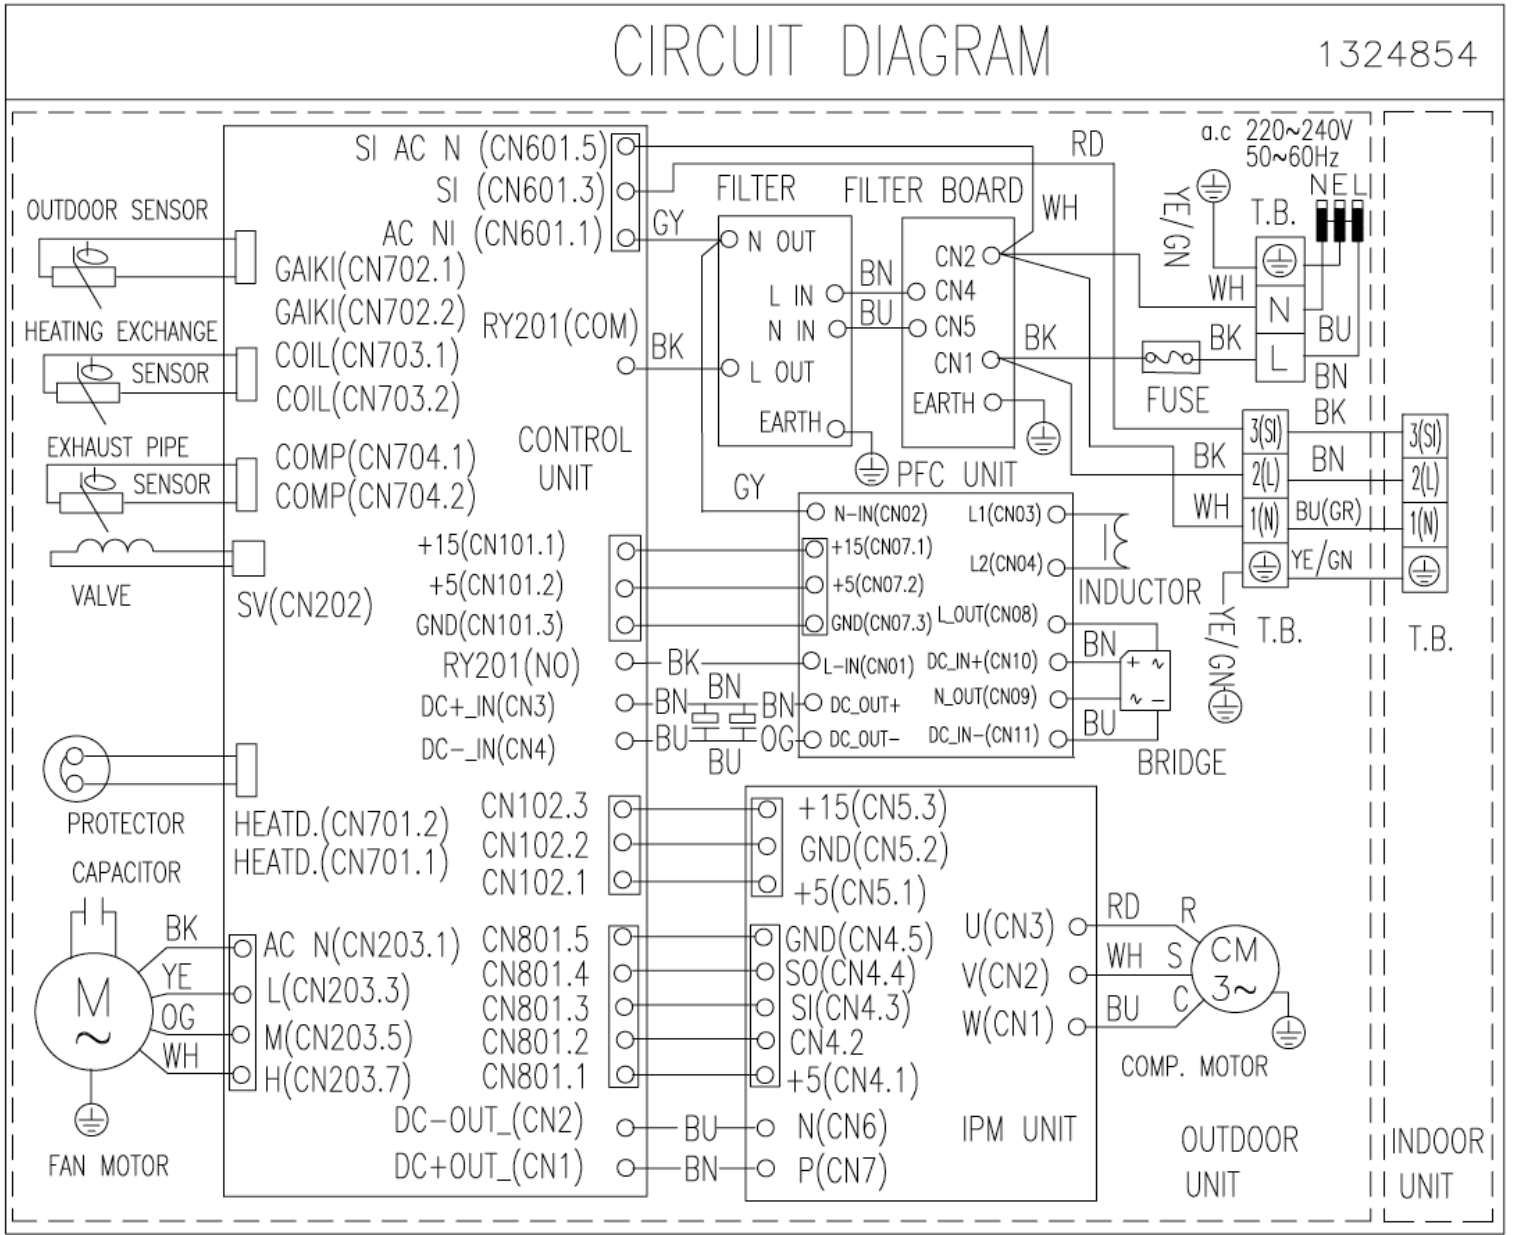 CIRCUIT DIAGRAM
1324854
OUTDOOR SENSOR
HEATING EXCHANGE
SENSOR
EXHAUST PIPE
SENSOR
VALVE
PROTECTOR
CAPACITOR
M
~
BK
YE
OG
WH
FAN MOTOR
SI AC N (CN601.5)
SI (CN601.3)
AC NI (CN601.1)
GAIKI(CN702.1)
GAIKI(CN702.2)
RY201(COM)
COIL(CN703.1)
COIL(CN703.2)
CONTROL
UNIT
COMP(CN704.1)
COMP(CN704.2)
+15(CN101.1)
+5(CN101.2)
GND(CN101.3)
SV(CN202)
RY201(NO)
DC+_IN(CN3)
DC-_IN(CN4)
CN102.3
CN102.2
CN102.1
HEATD.(CN701.2)
HEATD.(CN701.1)
AC N(CN203.1)
L(CN203.3)
M(CN203.5)
H(CN203.7)
CN801.5
CN801.4
CN801.3
CN801.2
CN801.1
DC-OUT_(CN2)
DC+OUT_(CN1)
GY
BK
GY
BK
BN
BN
BN
BU
OG
BU
BU
BN
FILTER
N OUT
L IN
N IN
L OUT
EARTH
BN
BU
FILTER BOARD
CN2
CN4
CN5
CN1
EARTH
RD
WH
BK
FUSE
BK
WH
YE/GN
a.c 220~240V
50~60Hz
N E L
T.B.
N
L
BU
BN
PFC UNIT
N-IN(CN02)
+15(CN07.1)
+5(CN07.2)
GND(CN07.3)
L-IN(CN01)
DC_OUT+
DC_OUT-
L1(CN03)
L2(CN04)
L_OUT(CN08)
DC_IN+(CN10)
N_OUT(CN09)
DC_IN-(CN11)
INDUCTOR
BN
BU
+ ~
~ -
BRIDGE
BK
WH
YE/GN
3(SI)
2(L)
1(N)
T.B.
BK
BN
BU(GR)
YE/GN
3(SI)
2(L)
1(N)
T.B.
+15(CN5.3)
GND(CN5.2)
+5(CN5.1)
GND(CN4.5)
SO(CN4.4)
SI(CN4.3)
CN4.2
+5(CN4.1)
N(CN6)
P(CN7)
U(CN3)
V(CN2)
W(CN1)
IPM UNIT
RD R
WH S
BU C
CM
3~
COMP. MOTOR
OUTDOOR
UNIT
INDOOR
UNIT